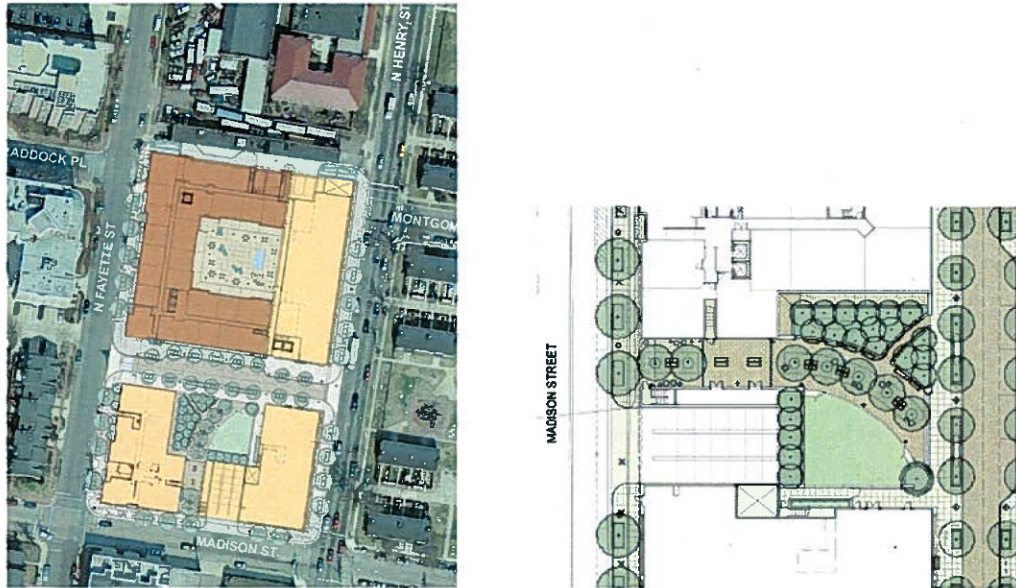 N HENRY ST
RADDOCK PL
MONTGOM
N FAYETTE ST
MADISON ST.
MADISON STREET